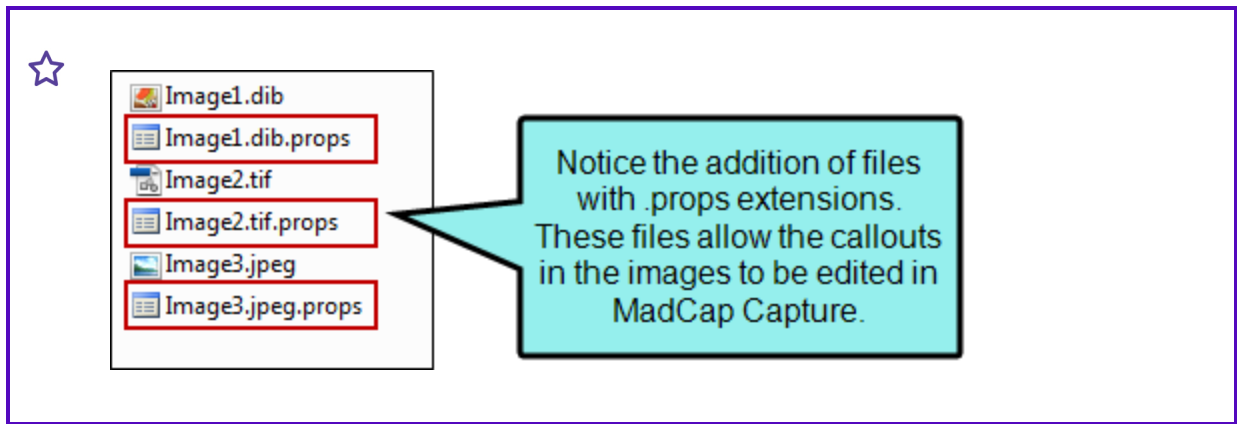 Image1.dib
Image1.dib.props
Image2.tif
Image2.tif.props
Image3.jpeg
Image3.jpeg.props
Notice the addition of files
with .props extensions.
These files allow the callouts
in the images to be edited in
MadCap Capture.